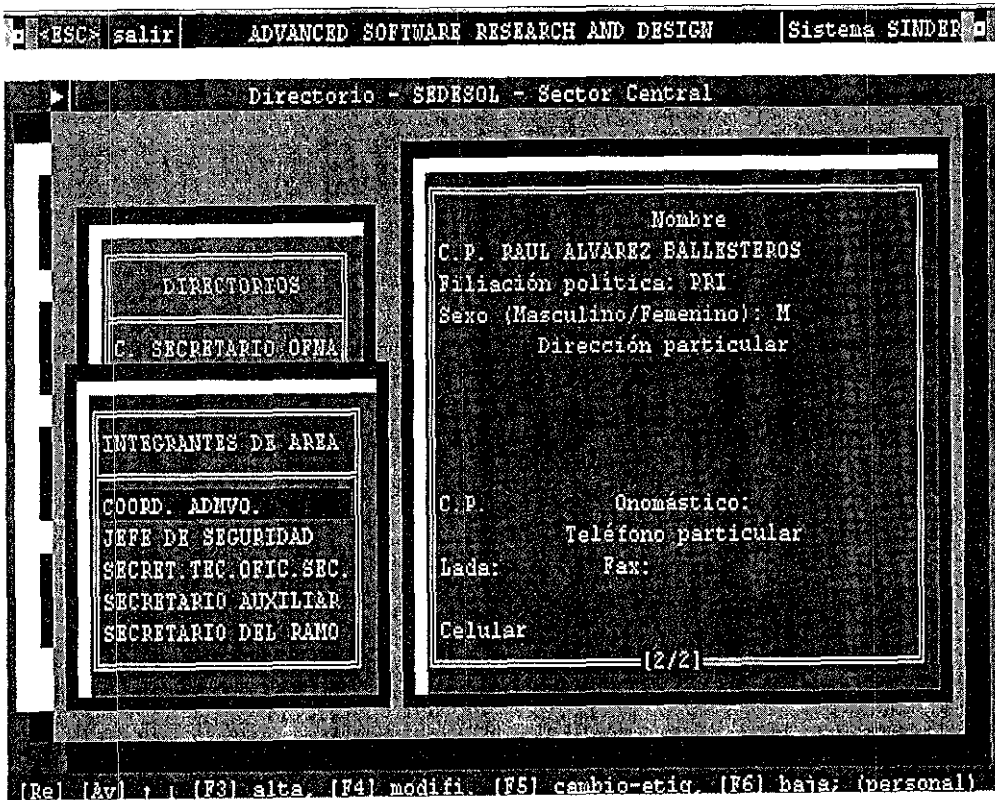 <ESC> salir ADVANCED SOFTWARE RESEARCH AND DESIGN Sistema SINDER
Directorio - SEDESOL - Sector Central
DIRECTORIOS
C. SECRETARIO OFNA
INTEGRANTES DE AREA
COORD. ADMVO.
JEFE DE SEGURIDAD
SECRET.TEC.OFIC.SEC.
SECRETARIO AUXILIAR
SECRETARIO DEL RAMO
Nombre
C.P. RAUL ALVAREZ BALLESTEROS
Filiación política: PRI
Sexo (Masculino/Femenino): M
Dirección particular
C.P. Onomástico:
Teléfono particular
Lada: Fax:
Celular
[2/2]
[Re] [Av] ↑ ↓ [F3] alta, [F4] modifi, [F5] cambio-etiq, [F6] baja; (personal)